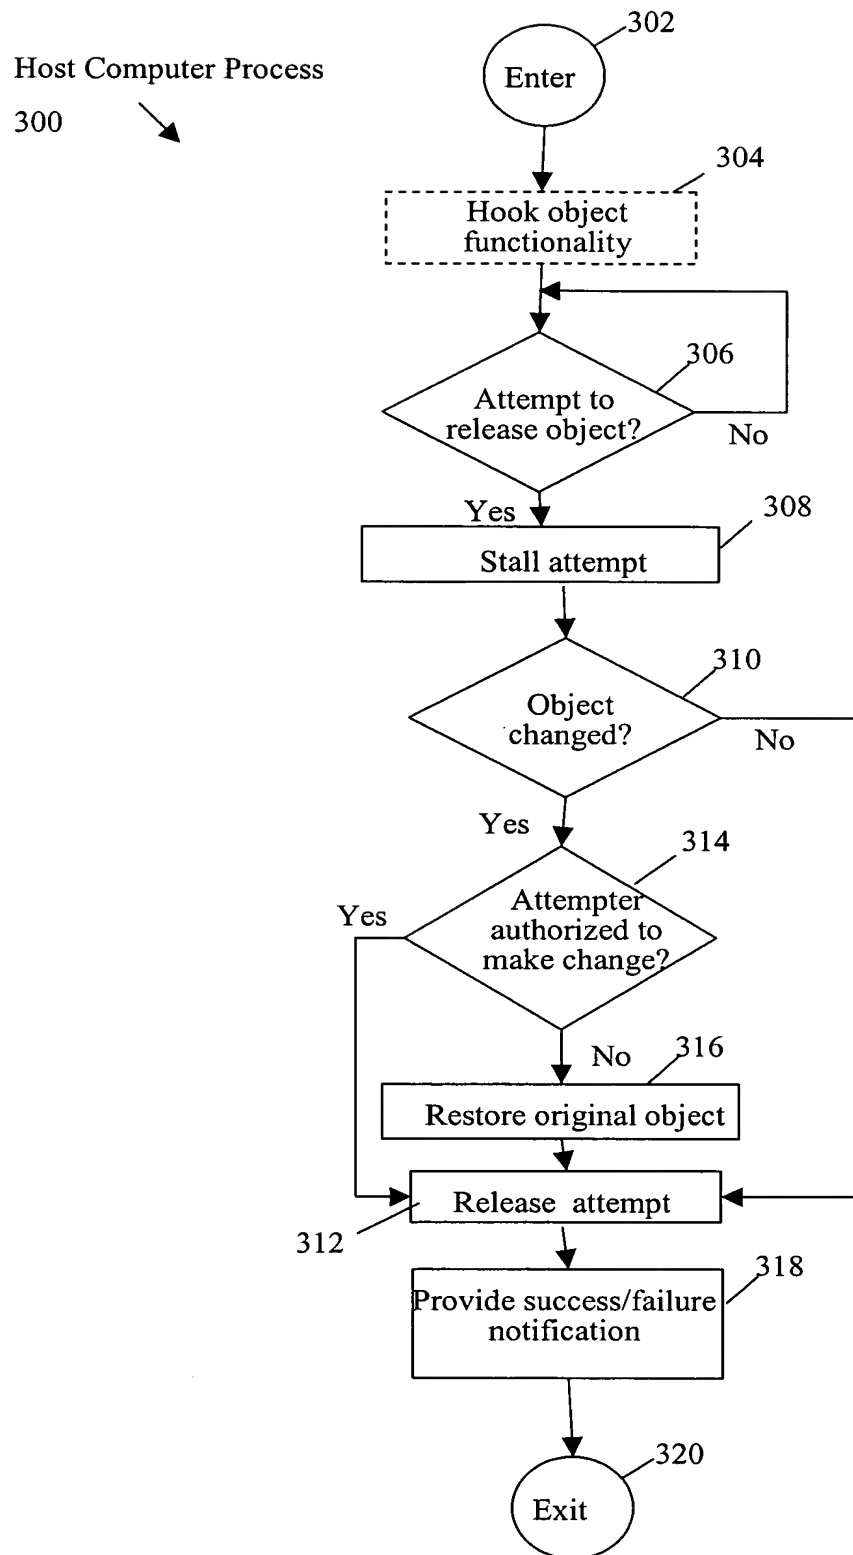 302
Host Computer Process
Enter
300
304
Hook object
functionality
306
Attempt to
release object?
No
Yes
308
Stall attempt
310
Object
changed?
No
Yes
314
Yes
Attempter
authorized to
make change?
No
316
Restore original object
Release attempt
312
318
Provide success/failure
notification
320
Exit